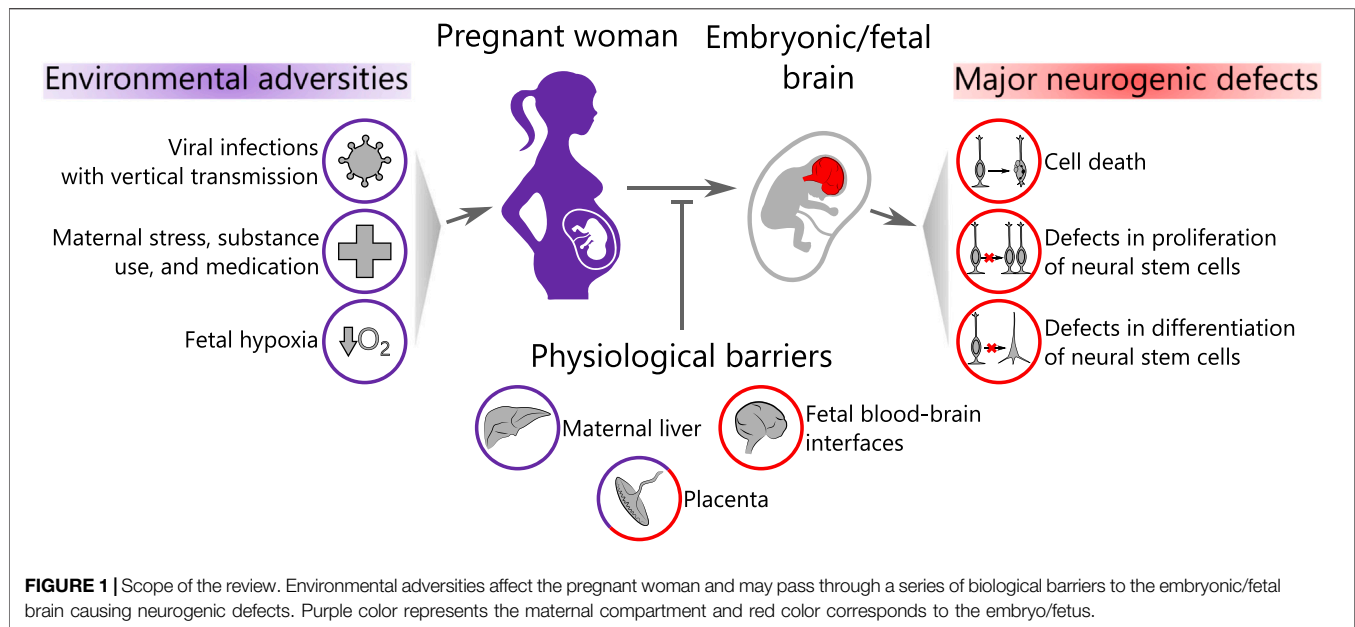 Pregnant woman
Embryonic/fetal
brain
Environmental adversities
Major neurogenic defects
Viral infections
with vertical transmission
Maternal stress, substance
use, and medication
Fetal hypoxia
O2
Cell death
Defects in proliferation
of neural stem cells
Defects in differentiation
of neural stem cells
Physiological barriers
Maternal liver
Fetal blood-brain
interfaces
Placenta
FIGURE 1 | Scope of the review. Environmental adversities affect the pregnant woman and may pass through a series of biological barriers to the embryonic/fetal
brain causing neurogenic defects. Purple color represents the maternal compartment and red color corresponds to the embryo/fetus.